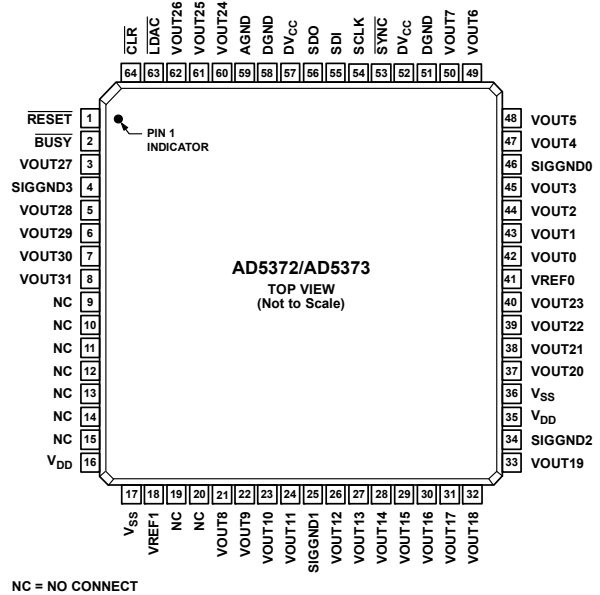 CLR
LDAC
VOUT26
VOUT25
VOUT24
AGND
DGND
DVCC
SDO
SDI
SCLK
SYNC
DVCC
DGND
VOUT7
VOUT6
64 63 62 61 60 59 58 57 56 55 54 53 52 51 50 49
RESET 1
BUSY 2
VOUT27 3
SIGGND3 4
VOUT28 5
VOUT29 6
VOUT30 7
VOUT31 8
NC 9
NC 10
NC 11
NC 12
NC 13
NC 14
NC 15
VDD 16
PIN 1
INDICATOR
AD5372/AD5373
TOP VIEW
(Not to Scale)
48 VOUT5
47 VOUT4
46 SIGGND0
45 VOUT3
44 VOUT2
43 VOUT1
42 VOUT0
41 VREF0
40 VOUT23
39 VOUT22
38 VOUT21
37 VOUT20
36 VSS
35 VDD
34 SIGGND2
33 VOUT19
17 18 19 20 21 22 23 24 25 26 27 28 29 30 31 32
VSS
VREF1
NC
NC
VOUT8
VOUT9
VOUT10
VOUT11
SIGGND1
VOUT12
VOUT13
VOUT14
VOUT15
VOUT16
VOUT17
VOUT18
NC = NO CONNECT